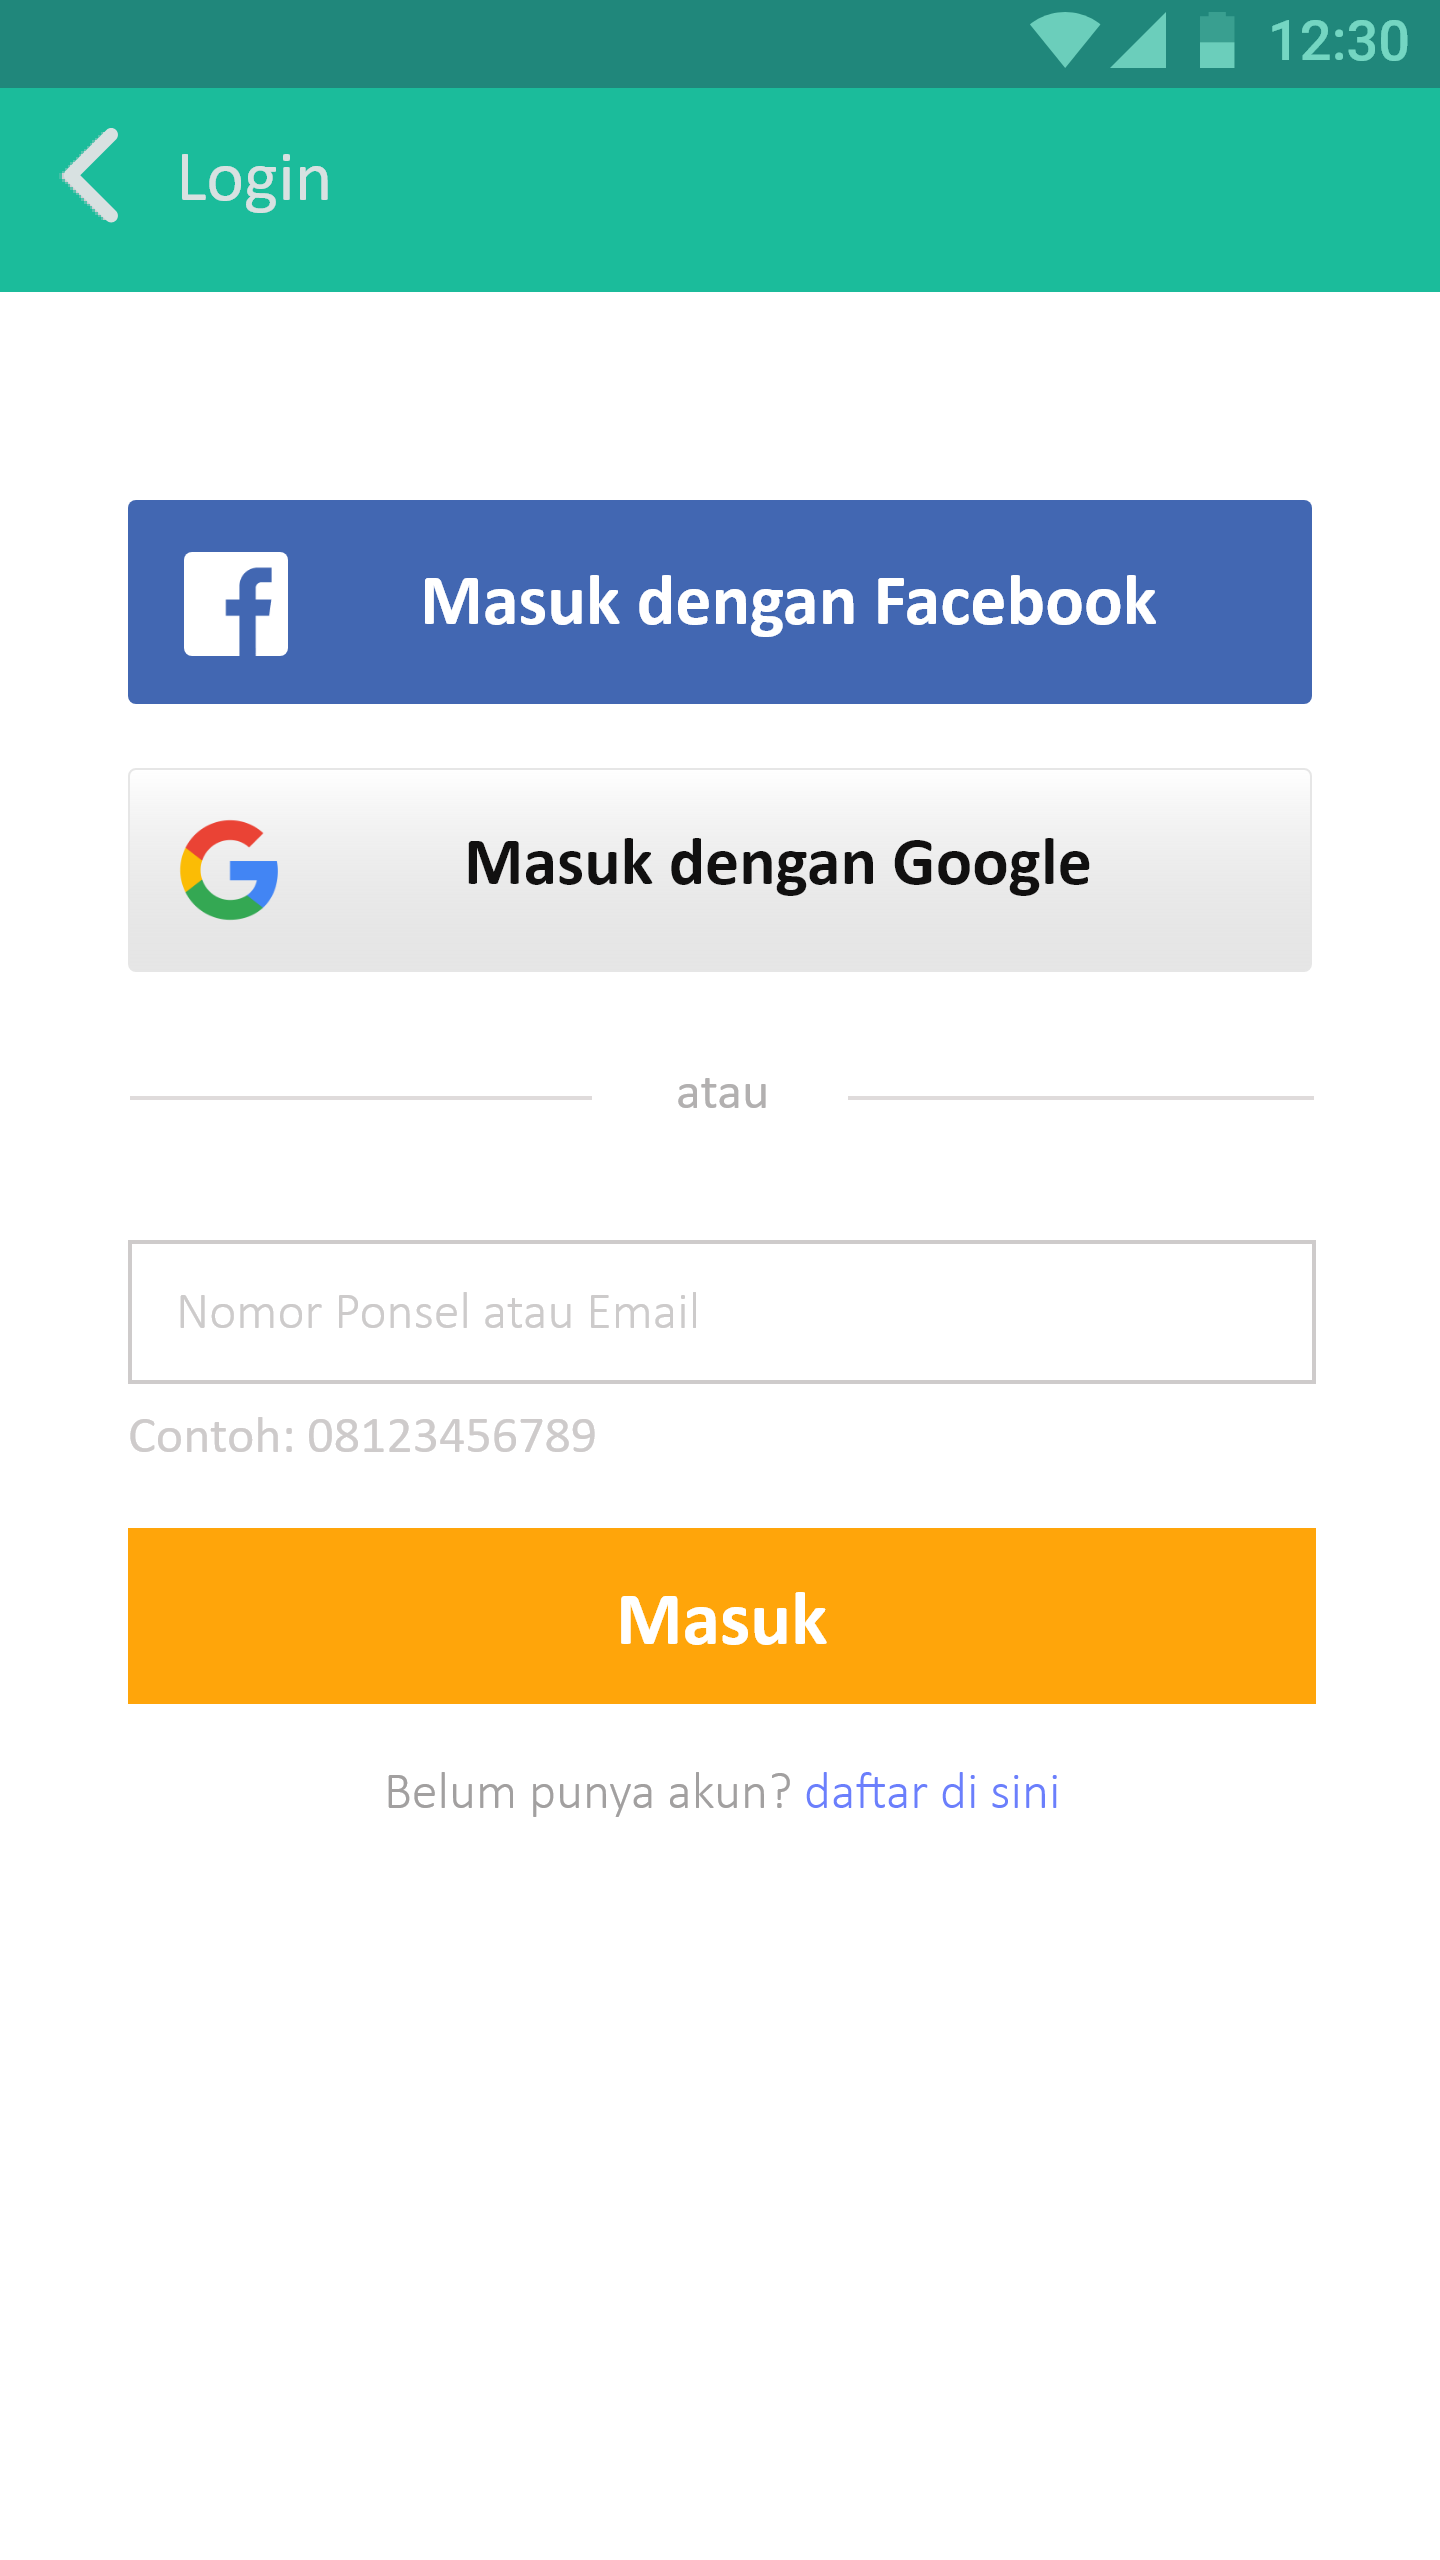 12:30
Login
Masuk dengan Facebook
Masuk dengan Google
atau
Nomor Ponsel atau Email
Contoh: 08123456789
Masuk
Belum punya akun? daftar di sini